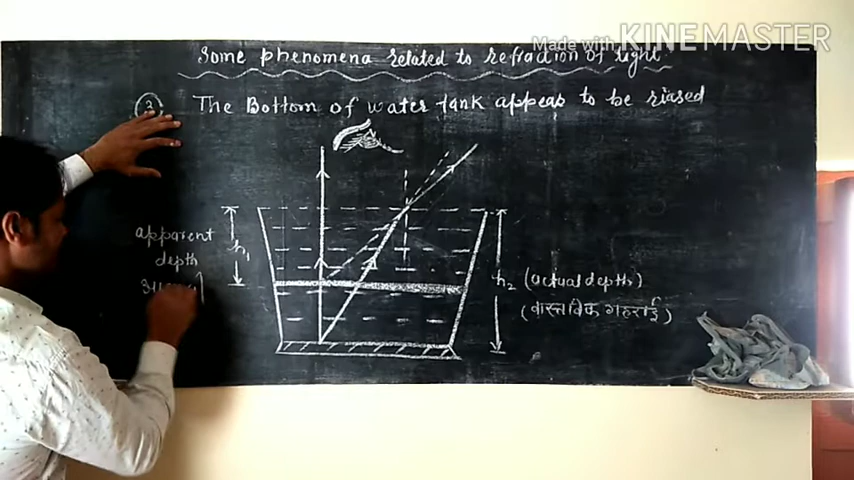 Made with KINEMASTER
Some phenomena related to refraction of light
3
The Bottom of water tank appears to be riased
apparent
depth
h1
h2 (actual depth)
(वास्तविक गहराई)